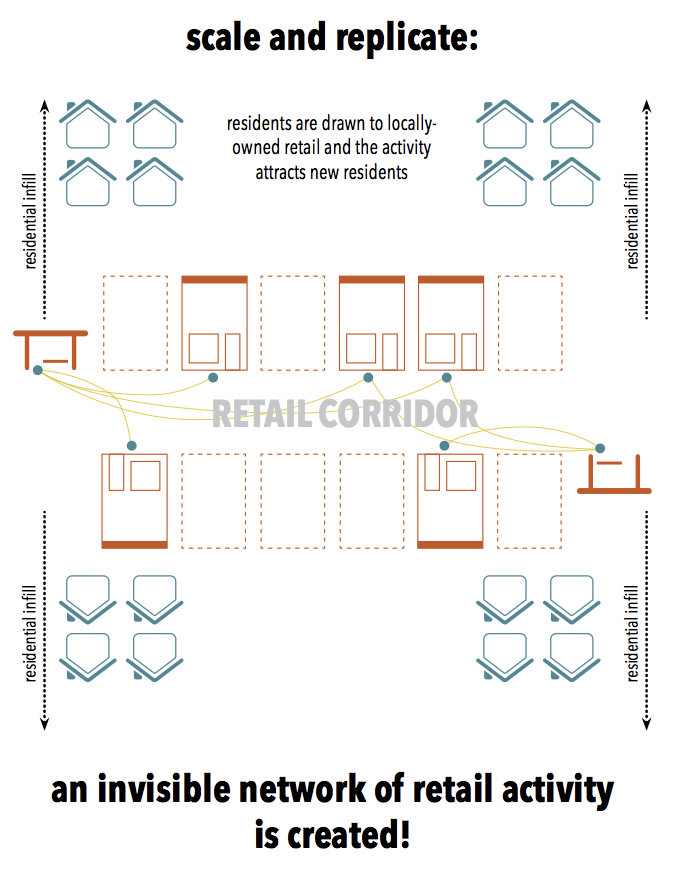 scale and replicate:
residents are drawn to locally-
owned retail and the activity
attracts new residents
residential infill
residential infill
RETAIL CORRIDOR
residential infill
residential infill
an invisible network of retail activity
is created!